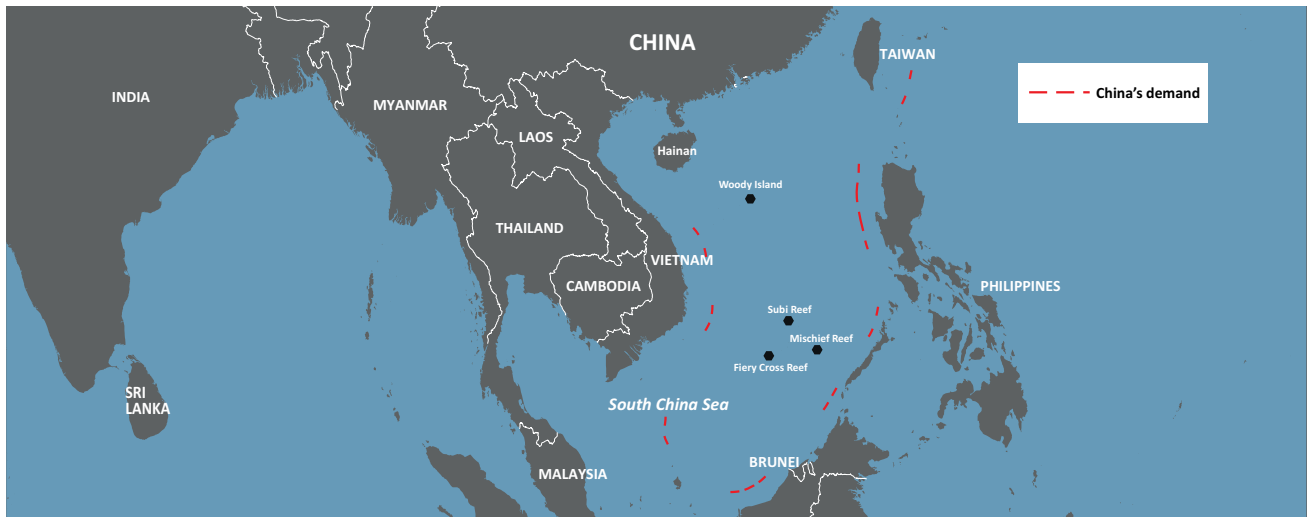 CHINA
TAIWAN
China's demand
INDIA
MYANMAR
LAOS
Hainan
Woody Island
THAILAND
VIETNAM
CAMBODIA
PHILIPPINES
Subi Reef
Mischief Reef
Fiery Cross Reef
SRI
LANKA
South China Sea
BRUNEI
MALAYSIA